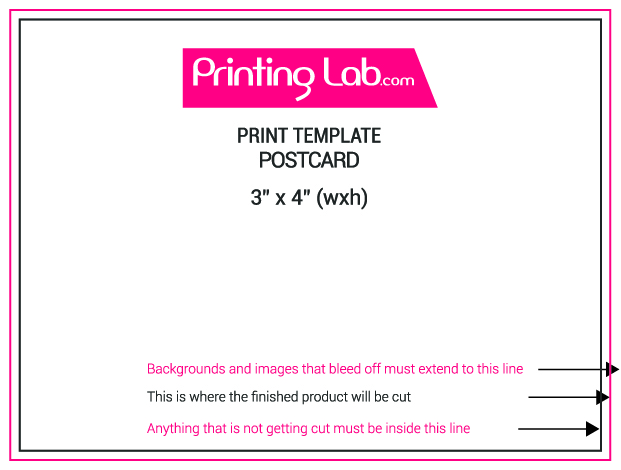 Printing Lab.com
PRINT TEMPLATE
POSTCARD
3" x 4" (wxh)
Backgrounds and images that bleed off must extend to this line
This is where the finished product will be cut
Anything that is not getting cut must be inside this line